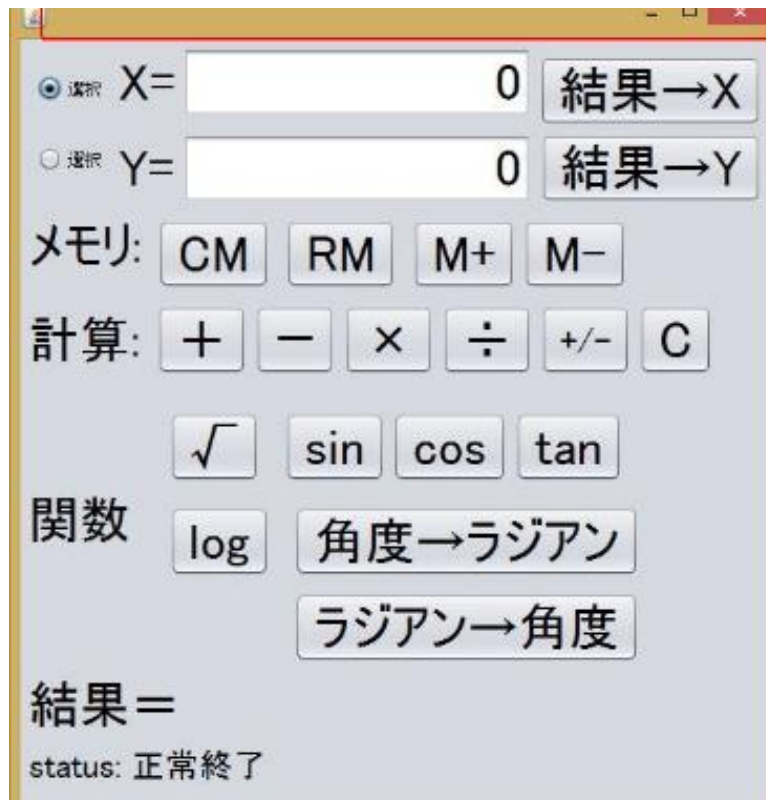 選択 X= 0 結果→X
選択 Y= 0 結果→Y
メモリ: CM RM M+ M−
計算: + − × ÷ +/− C
√ sin cos tan
関数 log 角度→ラジアン
ラジアン→角度
結果＝
status: 正常終了